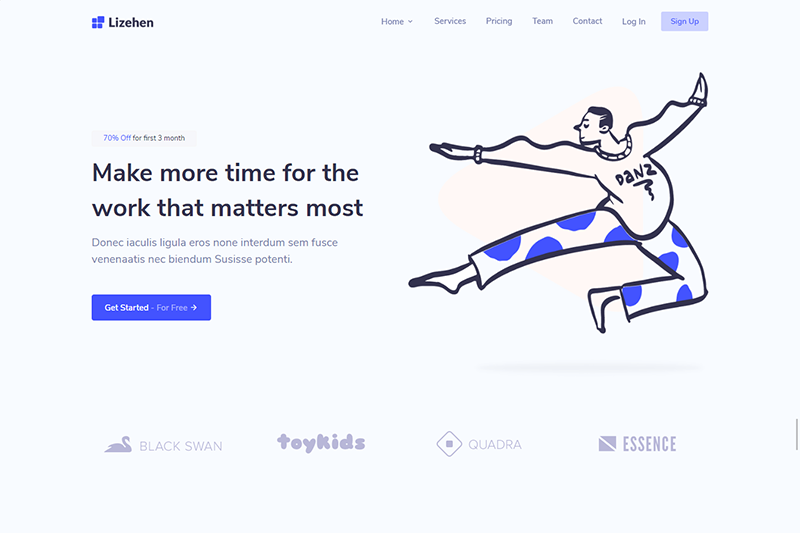 Lizehen
Home Services Pricing Team Contact Log In Sign Up
70% Off for first 3 month
Make more time for the
work that matters most
Donec iaculis ligula eros none interdum sem fusce
venenaatis nec biendum Susisse potenti.
Get Started - For Free →
DANZ
BLACK SWAN
toykids
QUADRA
ESSENCE